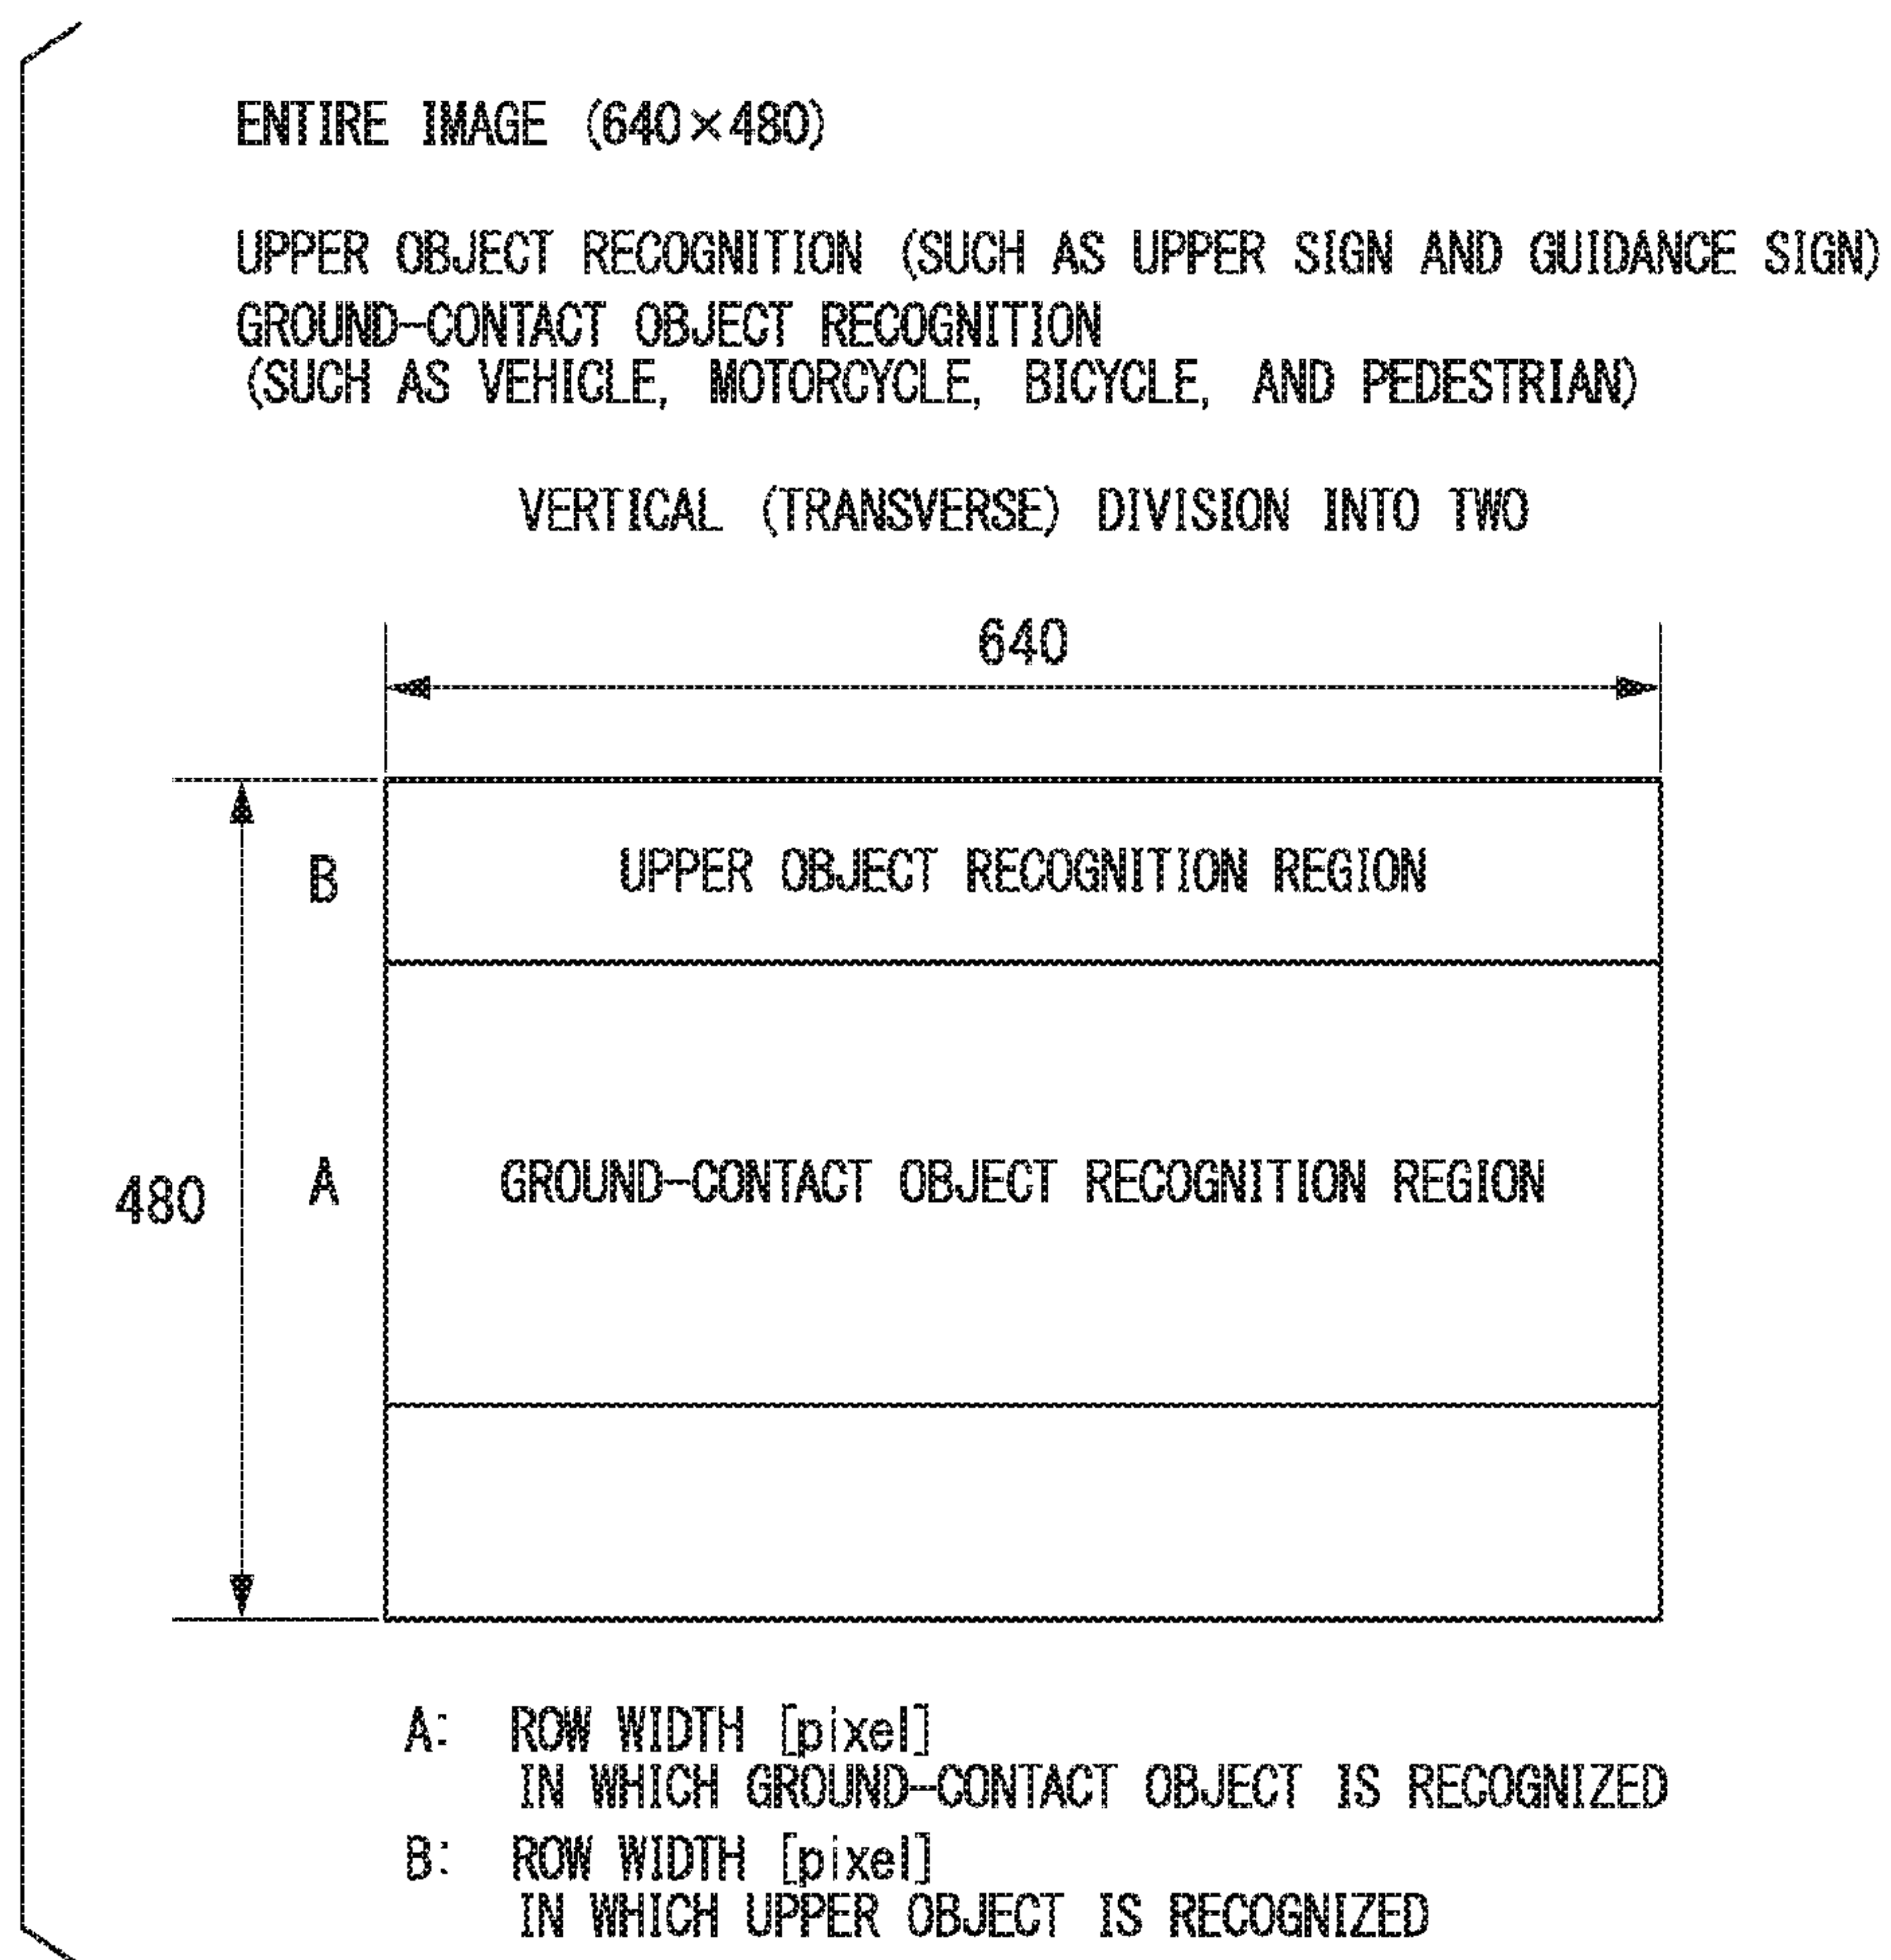 ENTIRE IMAGE (640×480)
UPPER OBJECT RECOGNITION (SUCH AS UPPER SIGN AND GUIDANCE SIGN)
GROUND-CONTACT OBJECT RECOGNITION
(SUCH AS VEHICLE, MOTORCYCLE, BICYCLE, AND PEDESTRIAN)
VERTICAL (TRANSVERSE) DIVISION INTO TWO
640
B
UPPER OBJECT RECOGNITION REGION
480
A
GROUND-CONTACT OBJECT RECOGNITION REGION
A: ROW WIDTH [pixel]
IN WHICH GROUND-CONTACT OBJECT IS RECOGNIZED
B: ROW WIDTH [pixel]
IN WHICH UPPER OBJECT IS RECOGNIZED